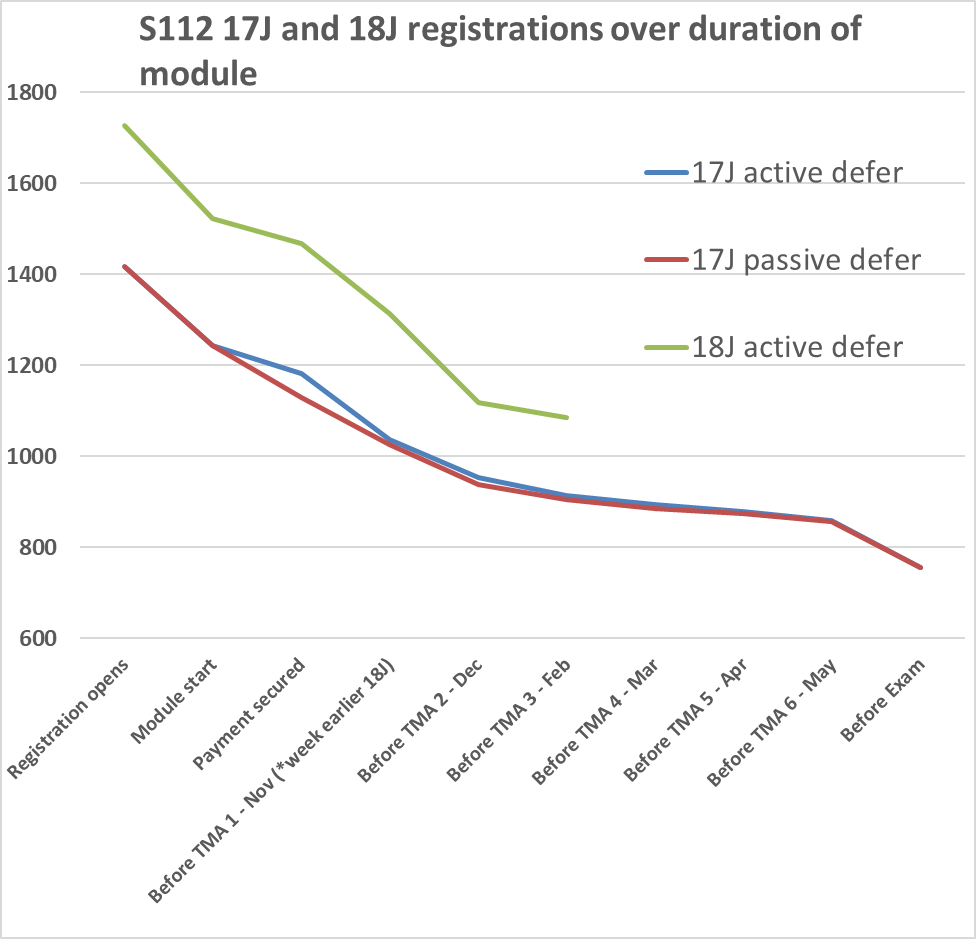 S112 17J and 18J registrations over duration of
module
1800
1600
1400
1200
1000
800
600
17J active defer
17J passive defer
18J active defer
Registration opens
Module start
Payment secured
Before TMA 1 - Nov (*week earlier 18J)
Before TMA 2 - Dec
Before TMA 3 - Feb
Before TMA 4 - Mar
Before TMA 5 - Apr
Before TMA 6 - May
Before Exam